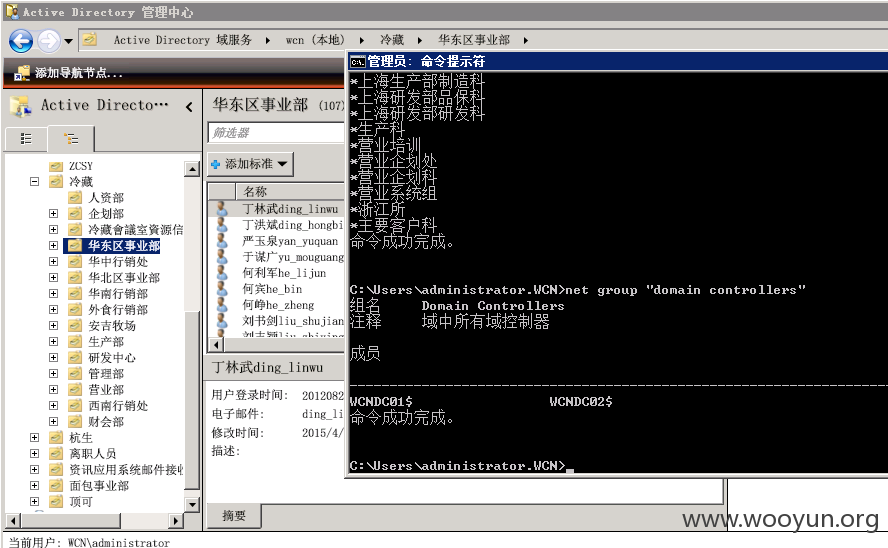 Active Directory 管理中心
Active Directory 域服务 ▸ wcn (本地) ▸ 冷藏 ▸ 华东区事业部 ▸
添加导航节点...
Active Directo…
ZCSY
冷藏
人资部
企划部
冷藏會議室資源信
华东区事业部
华中行销处
华北区事业部
华南行销部
外食行销部
安吉牧场
生产部
研发中心
管理部
营业部
西南行销处
财会部
杭生
离职人员
资讯应用系统邮件接收
面包事业部
顶可
华东区事业部 (107)
筛选器
添加标准
名称
丁林武ding_linwu
丁洪斌ding_hongbi
严玉泉yan_yuquan
于谋广yu_mouguang
何利军he_lijun
何宾he_bin
何峥he_zheng
刘书剑liu_shujian
丁林武ding_linwu
用户登录时间: 2012082
电子邮件: ding_li
修改时间: 2015/4/
描述:
摘要
管理员: 命令提示符
*上海生产部制造科
*上海研发部品保科
*上海研发部研发科
*生产科
*营业培训
*营业企划处
*营业企划科
*营业系统组
*浙江所
*主要客户科
命令成功完成。
C:\Users\administrator.WCN>net group "domain controllers"
组名 Domain Controllers
注释 域中所有域控制器
成员
-------------------------------------------------------------------
WCNDC01$ WCNDC02$
命令成功完成。
C:\Users\administrator.WCN>_
www.wooyun.org
当前用户: WCN\administrator